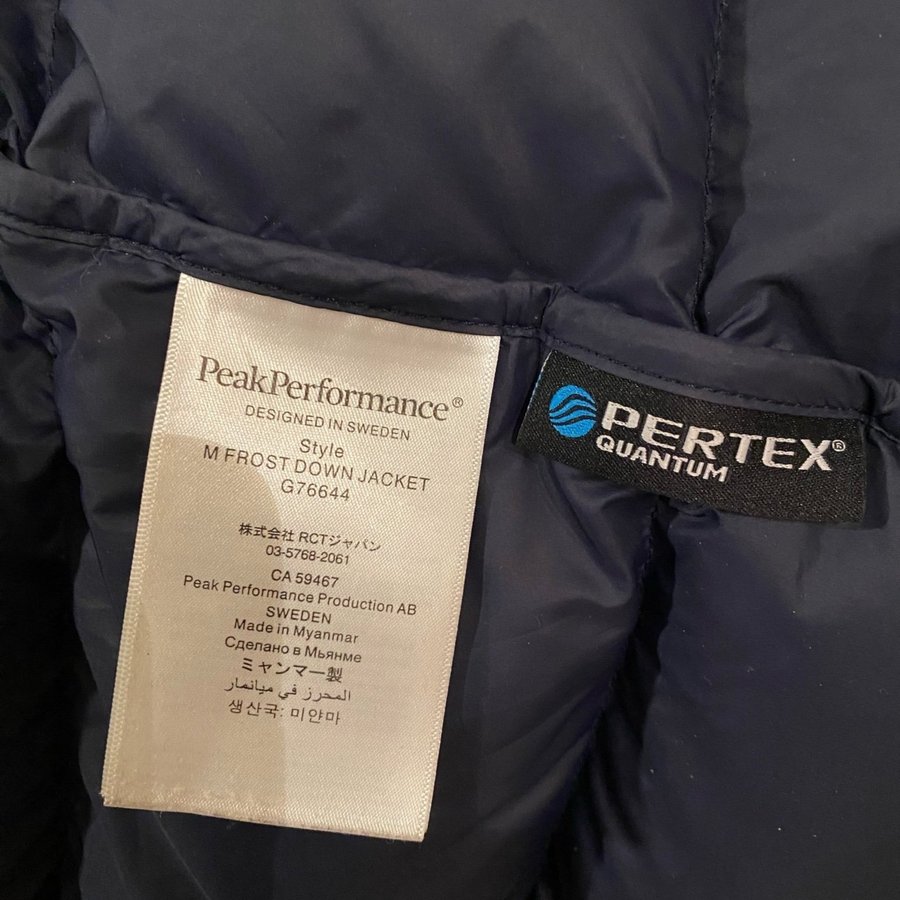 PeakPerformance®
DESIGNED IN SWEDEN
Style
M FROST DOWN JACKET
G76644
株式会社 RCTジャパン
03-5768-2061
CA 59467
Peak Performance Production AB
SWEDEN
Made in Myanmar
Сделано в Мьянме
ミャンマー製
المحرز في ميانمار
생산국: 미얀마
PERTEX®
QUANTUM